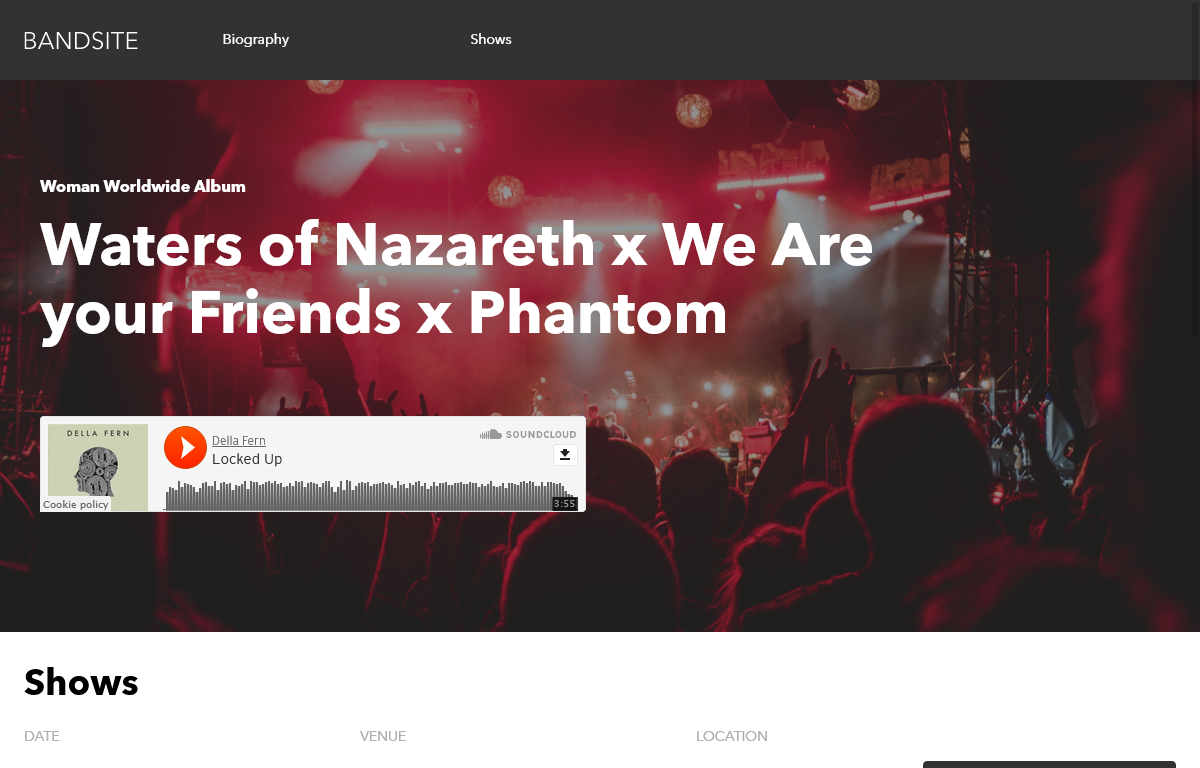 BANDSITE
Biography
Shows
Woman Worldwide Album
Waters of Nazareth x We Are
your Friends x Phantom
DELLA FERN
Della Fern
Locked Up
SOUNDCLOUD
Cookie policy
3:55
Shows
DATE
VENUE
LOCATION